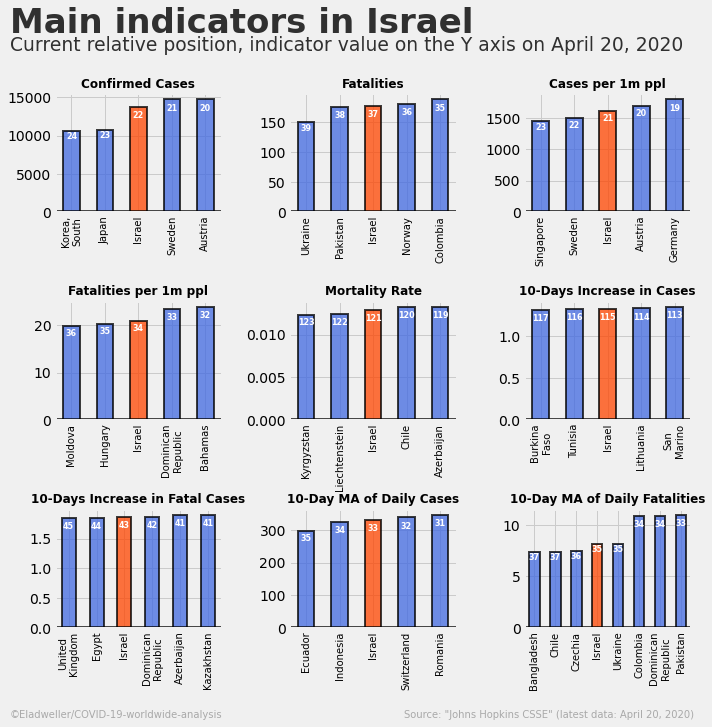 Main indicators in Israel
Current relative position, indicator value on the Y axis on April 20, 2020
Confirmed Cases
15000
10000
5000
0
24
23
22
21
20
Korea,
South
Japan
Israel
Sweden
Austria
Fatalities
150
100
50
0
39
38
37
36
35
Ukraine
Pakistan
Israel
Norway
Colombia
Cases per 1m ppl
1500
1000
500
0
23
22
21
20
19
Singapore
Sweden
Israel
Austria
Germany
Fatalities per 1m ppl
20
10
0
36
35
34
33
32
Moldova
Hungary
Israel
Dominican
Republic
Bahamas
Mortality Rate
0.010
0.005
0.000
123
122
121
120
119
Kyrgyzstan
Liechtenstein
Israel
Chile
Azerbaijan
10-Days Increase in Cases
1.0
0.5
0.0
117
116
115
114
113
Burkina
Faso
Tunisia
Israel
Lithuania
San
Marino
10-Days Increase in Fatal Cases
1.5
1.0
0.5
0.0
45
44
43
42
41
41
United
Kingdom
Egypt
Israel
Dominican
Republic
Azerbaijan
Kazakhstan
10-Day MA of Daily Cases
300
200
100
0
35
34
33
32
31
Ecuador
Indonesia
Israel
Switzerland
Romania
10-Day MA of Daily Fatalities
10
5
0
37
37
36
35
35
34
34
33
Bangladesh
Chile
Czechia
Israel
Ukraine
Colombia
Dominican
Republic
Pakistan
©Eladweller/COVID-19-worldwide-analysis
Source: "Johns Hopkins CSSE" (latest data: April 20, 2020)